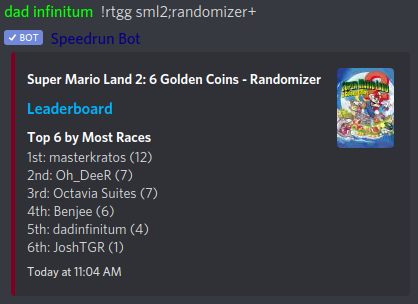 dad infinitum !rtgg sml2;randomizer+
✓ BOT Speedrun Bot
Super Mario Land 2: 6 Golden Coins - Randomizer
Leaderboard
Top 6 by Most Races
1st: masterkratos (12)
2nd: Oh_DeeR (7)
3rd: Octavia Suites (7)
4th: Benjee (6)
5th: dadinfinitum (4)
6th: JoshTGR (1)
Today at 11:04 AM